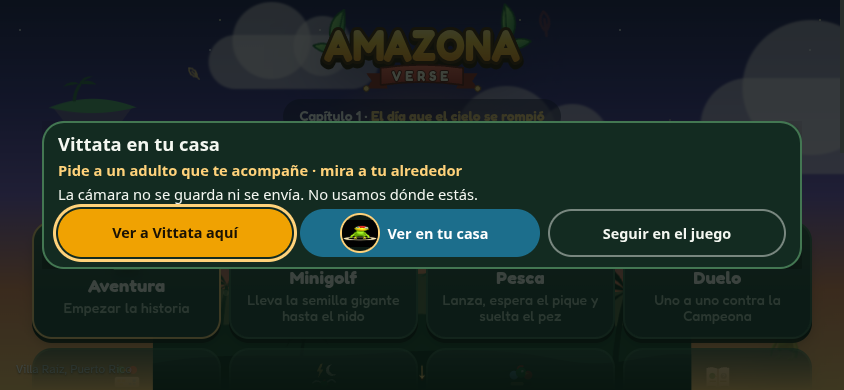 AMAZONA
VERSE
Capítulo 1 · El día que el cielo se rompió
Vittata en tu casa
Pide a un adulto que te acompañe · mira a tu alrededor
La cámara no se guarda ni se envía. No usamos dónde estás.
Ver a Vittata aquí
Ver en tu casa
Seguir en el juego
Aventura
Empezar la historia
Minigolf
Lleva la semilla gigante
hasta el nido
Pesca
Lanza, espera el pique y
suelta el pez
Duelo
Uno a uno contra la
Campeona